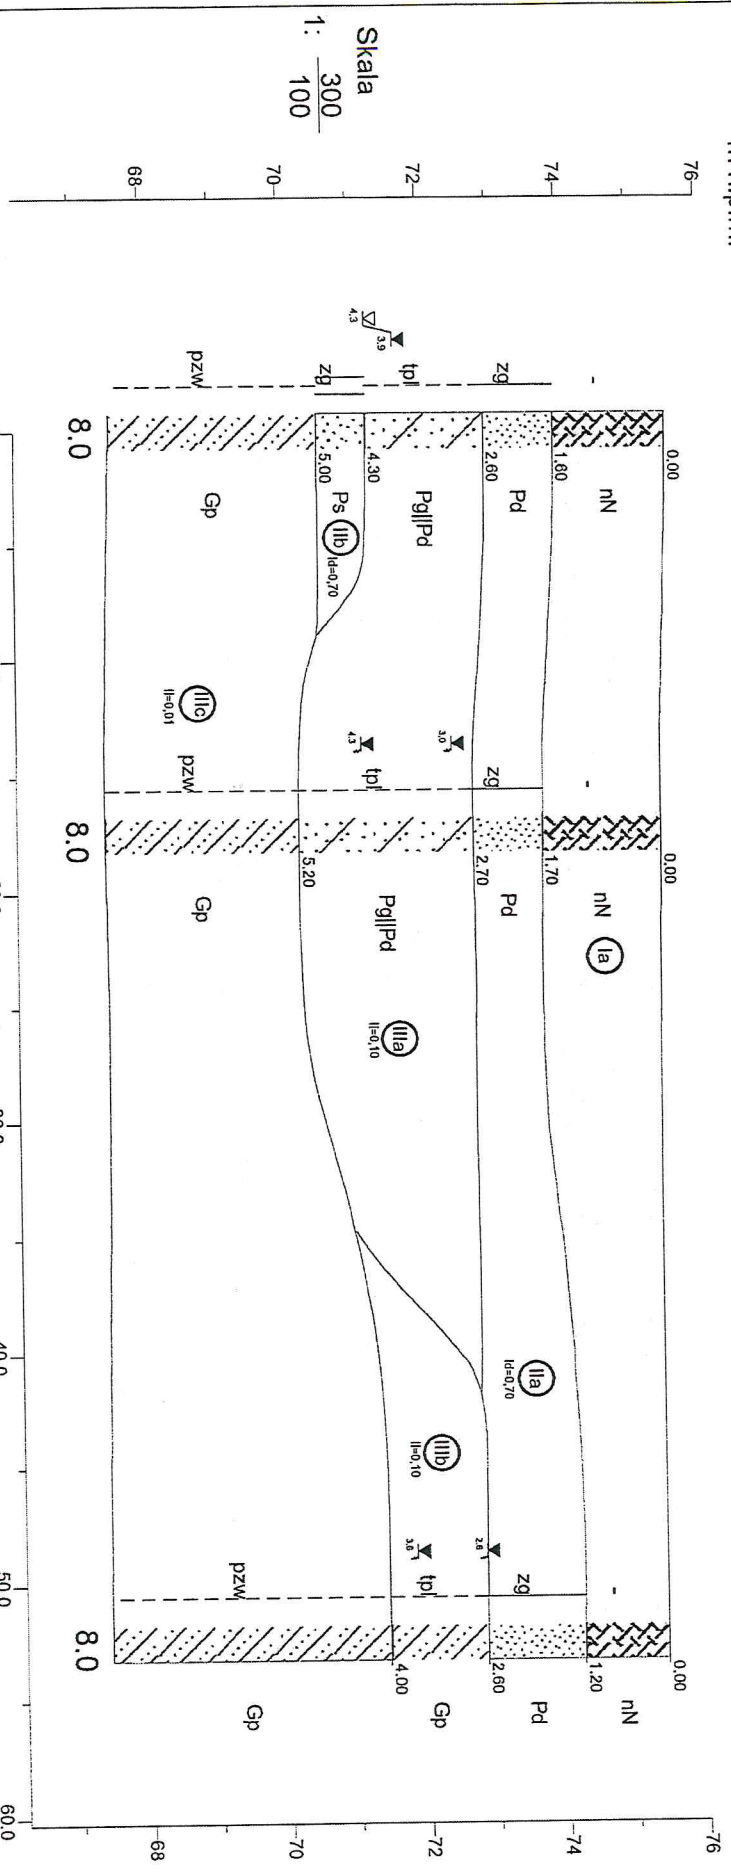 76
74
72
70
68
Skala
1: 300
100
-
zg
tpl
zg
pzw
3.9
4.3
0,00
nN
1,60
Pd
2,60
Pg||Pd
4,30
Ps
IIb
Id=0,70
5,00
Gp
8.0
IIIc
Il=0,01
-
zg
tpl
pzw
3.0
4.3
0,00
nN
Ia
1,70
Pd
2,70
Pg||Pd
IIIa
Il=0,10
5,20
Gp
8.0
IIa
Id=0,70
IIIb
Il=0,10
-
zg
tpl
pzw
2.6
3.6
0,00
nN
1,20
Pd
2,60
Gp
4,00
Gp
8.0
76
74
72
70
68
50.0
60.0